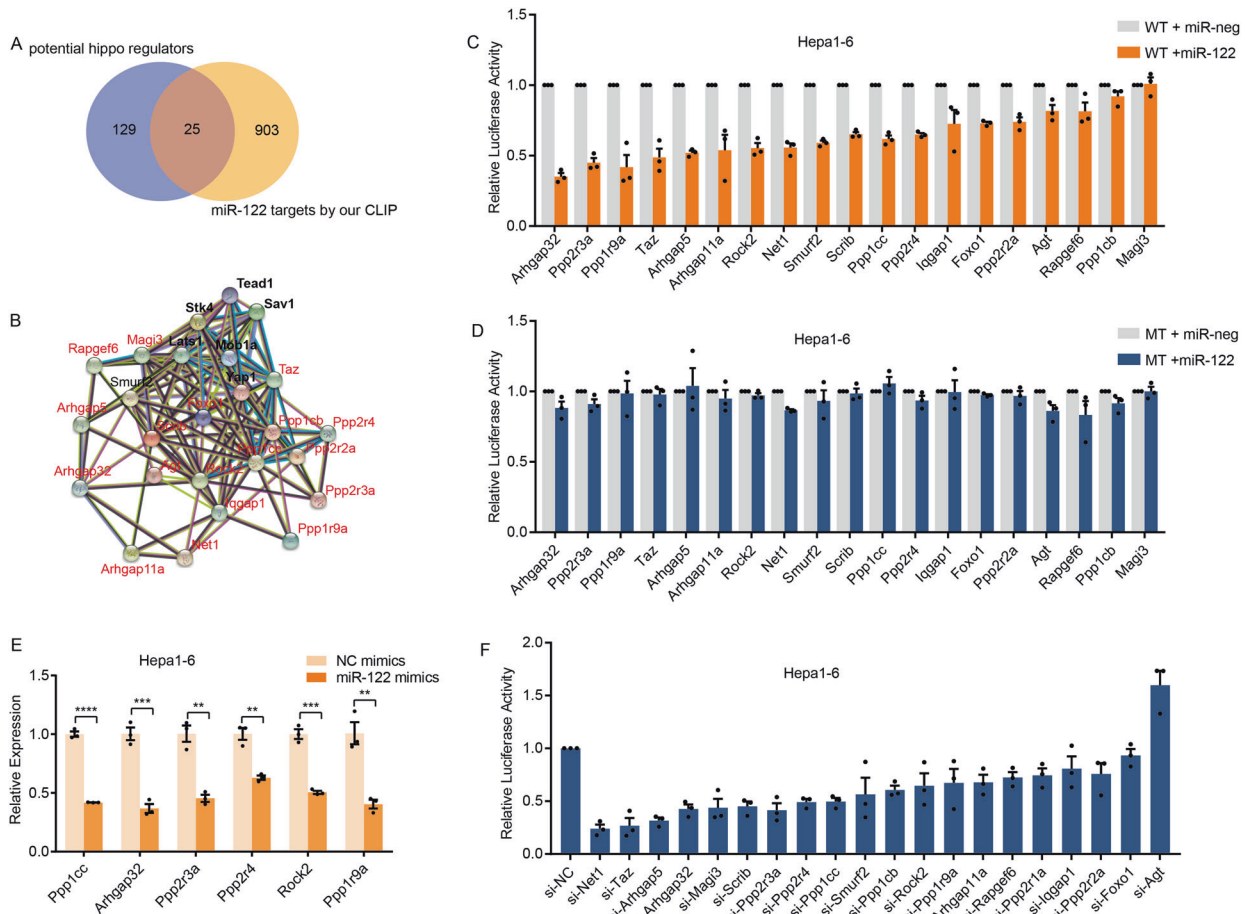 A
potential hippo regulators
129
25
903
miR-122 targets by our CLIP
B
Tead1
Stk4
Sav1
Magi3
Lats1
Mob1a
Rapgef6
Taz
Smurf2
Yap1
Arhgap5
Ppp1cb
Ppp2r4
Ppp2r2a
Arhgap32
Ppp2r3a
Iqgap1
Ppp1r9a
Net1
Arhgap11a
C
Hepa1-6
WT + miR-neg
WT +miR-122
Relative Luciferase Activity
1.5
1.0
0.5
0.0
Arhgap32
Ppp2r3a
Ppp1r9a
Taz
Arhgap5
Arhgap11a
Rock2
Net1
Smurf2
Scrib
Ppp1cc
Ppp2r4
Iqgap1
Foxo1
Ppp2r2a
Agt
Rapgef6
Ppp1cb
Magi3
D
Hepa1-6
MT + miR-neg
MT +miR-122
Relative Luciferase Activity
1.5
1.0
0.5
0.0
Arhgap32
Ppp2r3a
Ppp1r9a
Taz
Arhgap5
Arhgap11a
Rock2
Net1
Smurf2
Scrib
Ppp1cc
Ppp2r4
Iqgap1
Foxo1
Ppp2r2a
Agt
Rapgef6
Ppp1cb
Magi3
E
Hepa1-6
NC mimics
miR-122 mimics
Relative Expression
1.5
1.0
0.5
0.0
****
***
**
**
***
**
Ppp1cc
Arhgap32
Ppp2r3a
Ppp2r4
Rock2
Ppp1r9a
F
Hepa1-6
Relative Luciferase Activity
2.0
1.5
1.0
0.5
0.0
si-NC
si-Net1
si-Taz
si-Arhgap5
Arhgap32
si-Magi3
si-Scrib
si-Ppp2r3a
si-Ppp2r4
si-Ppp1cc
si-Smurf2
si-Ppp1cb
si-Rock2
si-Ppp1r9a
Arhgap11a
si-Rapgef6
si-Ppp2r1a
si-Iqgap1
si-Ppp2r2a
si-Foxo1
si-Agt